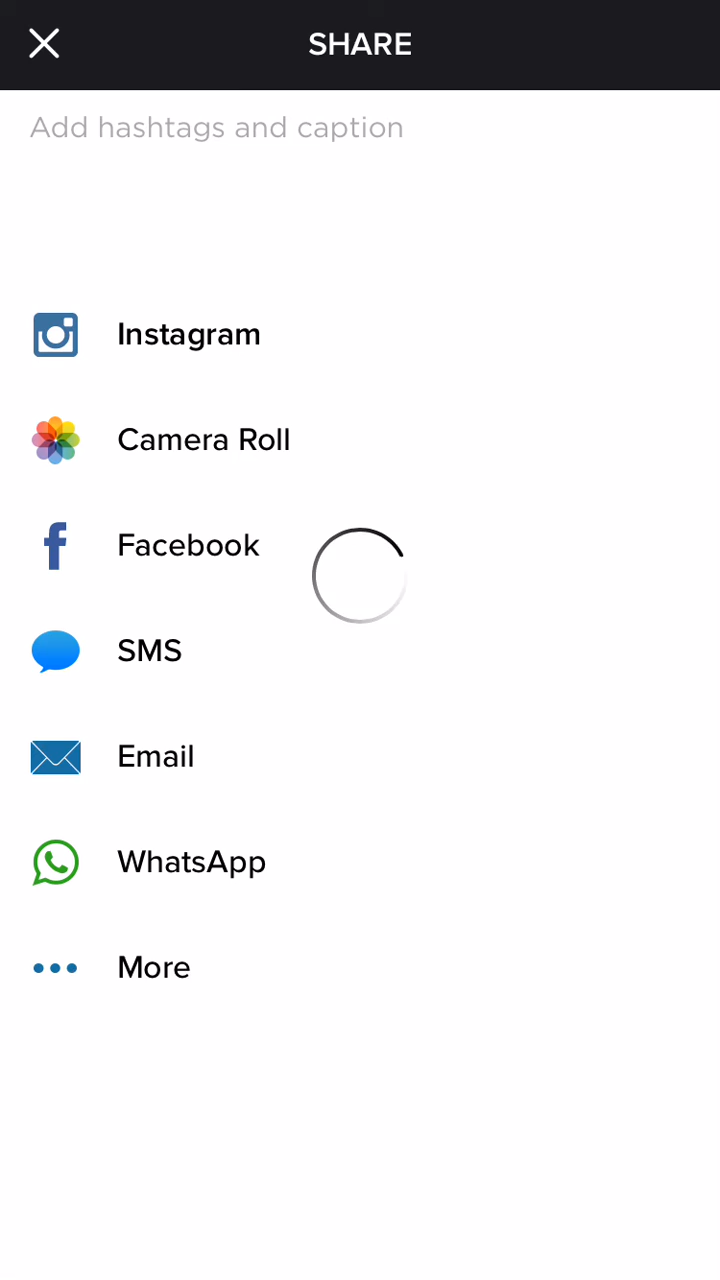 SHARE
Add hashtags and caption
Instagram
Camera Roll
Facebook
SMS
Email
WhatsApp
More